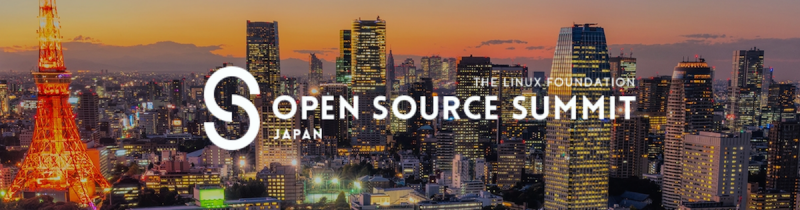 THE LINUX FOUNDATION
OPEN SOURCE SUMMIT
JAPAN